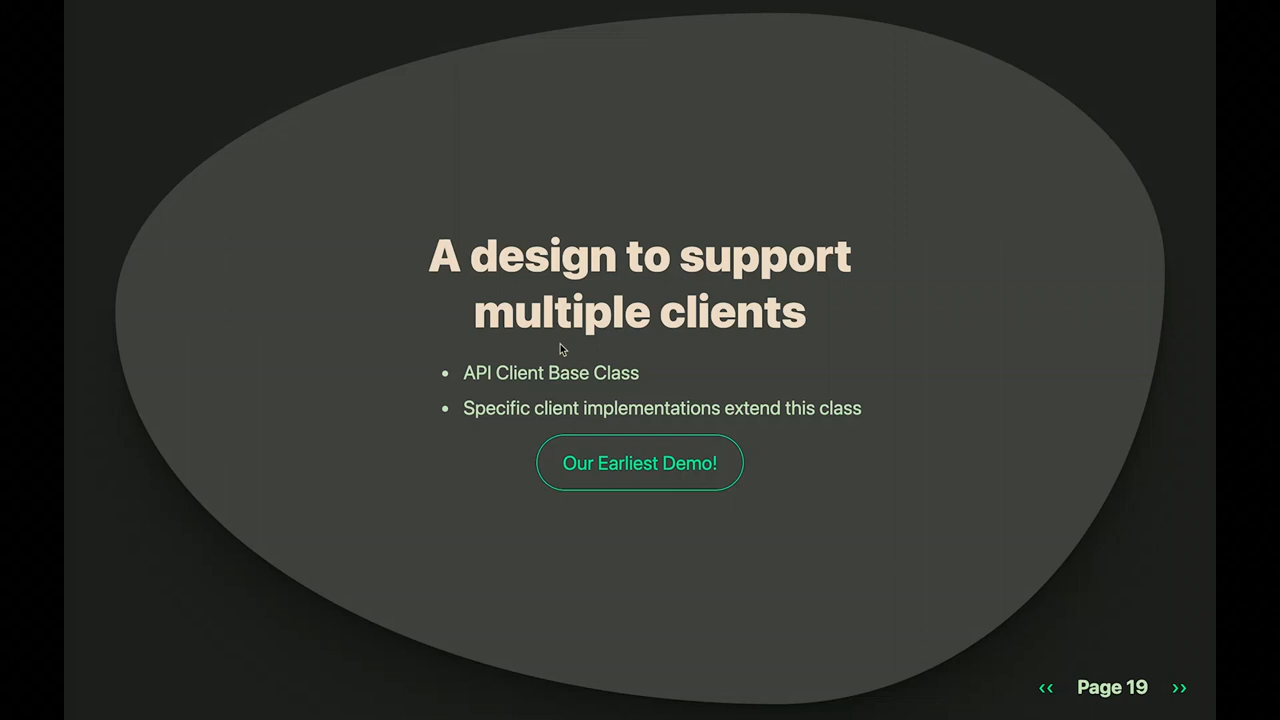 A design to support
multiple clients
• API Client Base Class
• Specific client implementations extend this class
Our Earliest Demo!
‹‹ Page 19 ››